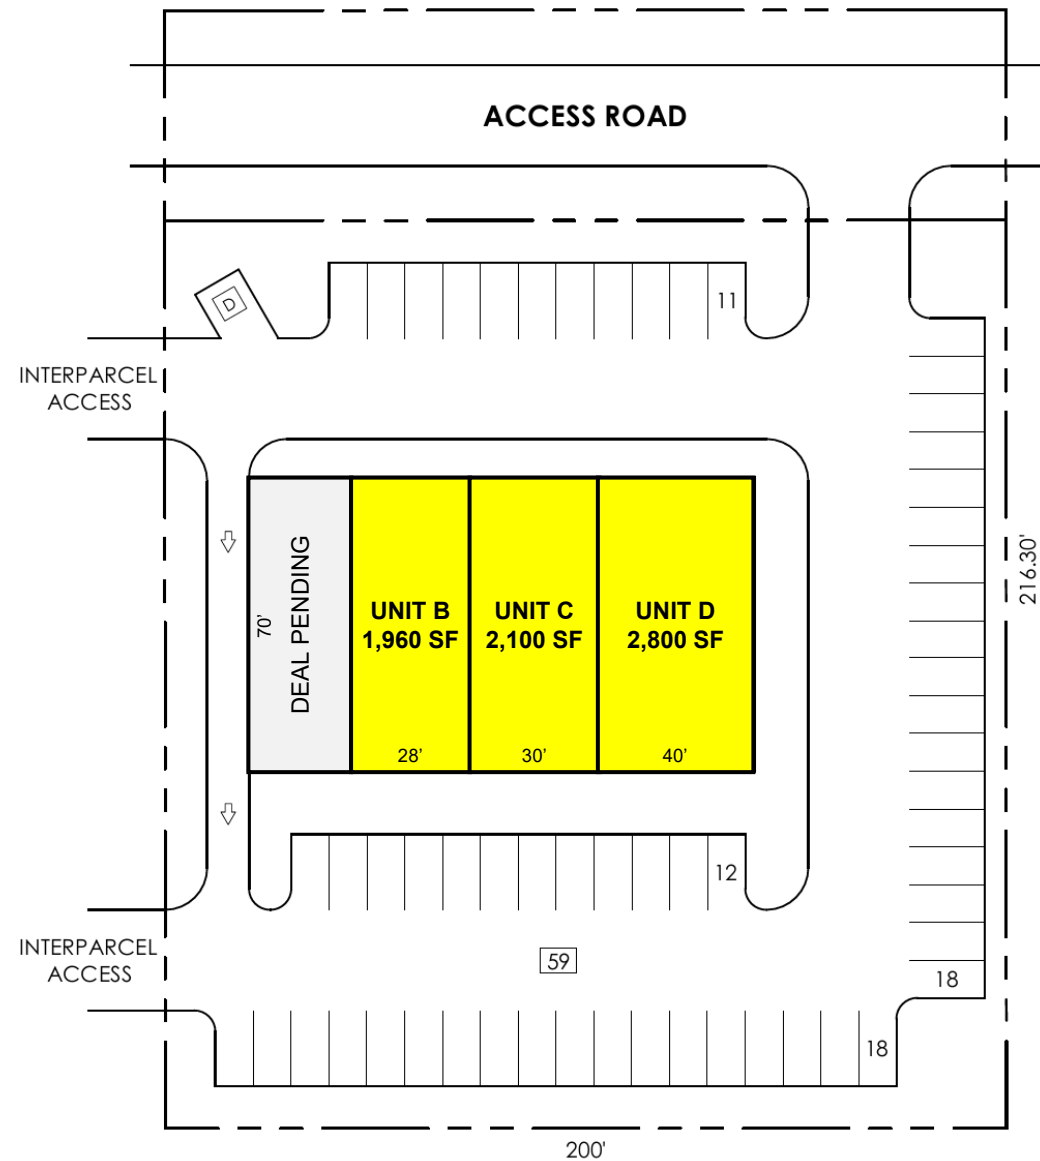 ACCESS ROAD
D
11
INTERPARCEL
ACCESS
216.30'
70'
DEAL PENDING
UNIT B
1,960 SF
28'
UNIT C
2,100 SF
30'
UNIT D
2,800 SF
40'
12
INTERPARCEL
ACCESS
59
18
18
200'